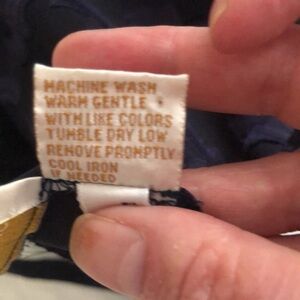 MACHINE WASH
WARM GENTLE
WITH LIKE COLORS
TUMBLE DRY LOW
REMOVE PROMPTLY
COOL IRON
IF NEEDED